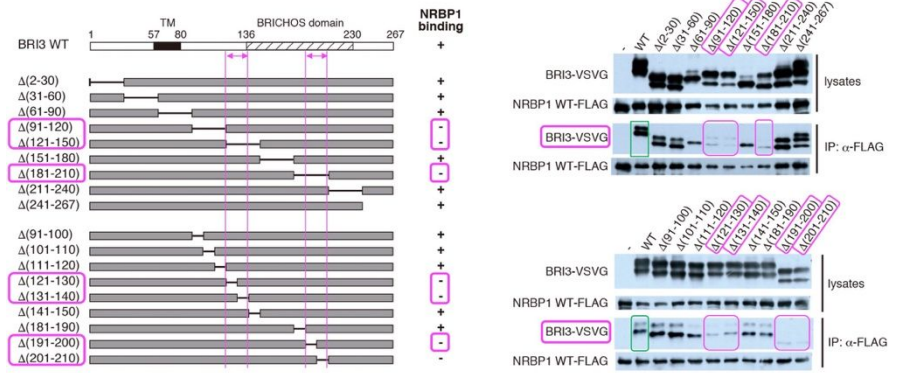 TM BRICHOS domain NRBP1 binding
1 57 80 136 230 267
BRI3 WT +
Δ(2-30) +
Δ(31-60) +
Δ(61-90) +
Δ(91-120) -
Δ(121-150) -
Δ(151-180) +
Δ(181-210) -
Δ(211-240) +
Δ(241-267) +
Δ(91-100) +
Δ(101-110) +
Δ(111-120) +
Δ(121-130) -
Δ(131-140) -
Δ(141-150) +
Δ(181-190) +
Δ(191-200) -
Δ(201-210) -
- WT Δ(2-30) Δ(31-60) Δ(61-90) Δ(91-120) Δ(121-150) Δ(151-180) Δ(181-210) Δ(211-240) Δ(241-267)
BRI3-VSVG
lysates
NRBP1 WT-FLAG
BRI3-VSVG
IP: α-FLAG
NRBP1 WT-FLAG
- WT Δ(91-100) Δ(101-110) Δ(111-120) Δ(121-130) Δ(131-140) Δ(141-150) Δ(181-190) Δ(191-200) Δ(201-210)
BRI3-VSVG
lysates
NRBP1 WT-FLAG
BRI3-VSVG
IP: α-FLAG
NRBP1 WT-FLAG